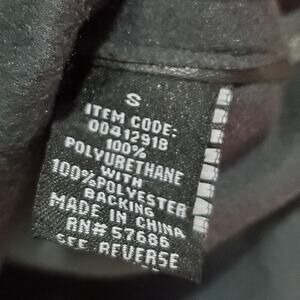 S
ITEM CODE:
00412918
100%
POLYURETHANE
WITH
100%POLYESTER
BACKING
MADE IN CHINA
RN# 57686
SEE REVERSE